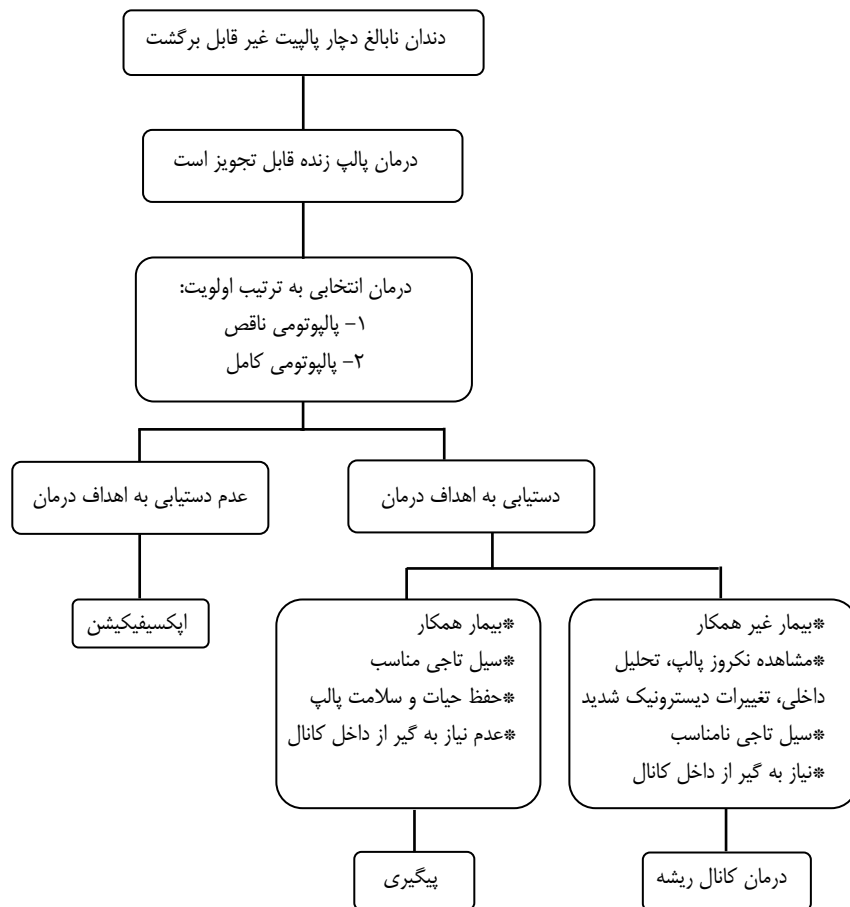 دندان نابالغ دچار پالپیت غیر قابل برگشت
درمان پالپ زنده قابل تجویز است
درمان انتخابی به ترتیب اولویت:
۱- پالپوتومی ناقص
۲- پالپوتومی کامل
دستیابی به اهداف درمان
عدم دستیابی به اهداف درمان
*بیمار غیر همکار
*مشاهده نکروز پالپ، تحلیل
داخلی، تغییرات دیسترونیک شدید
*سیل تاجی نامناسب
*نیاز به گیر از داخل کانال
*بیمار همکار
*سیل تاجی مناسب
*حفظ حیات و سلامت پالپ
*عدم نیاز به گیر از داخل کانال
اپکسیفیکیشن
درمان کانال ریشه
پیگیری